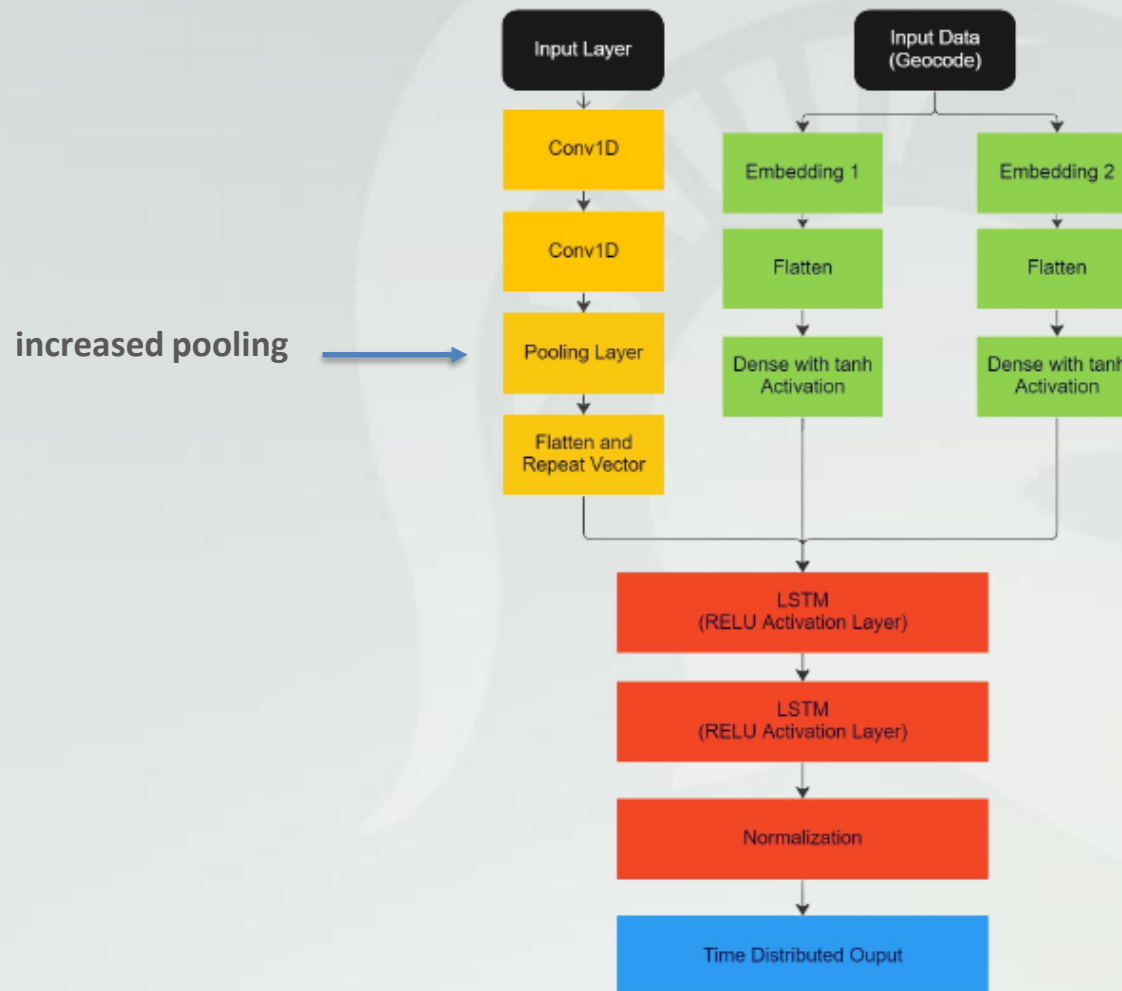 Input Layer
Input Data
(Geocode)
Conv1D
Embedding 1
Embedding 2
Conv1D
Flatten
Flatten
increased pooling
Pooling Layer
Dense with tanh
Activation
Dense with tanh
Activation
Flatten and
Repeat Vector
LSTM
(RELU Activation Layer)
LSTM
(RELU Activation Layer)
Normalization
Time Distributed Ouput